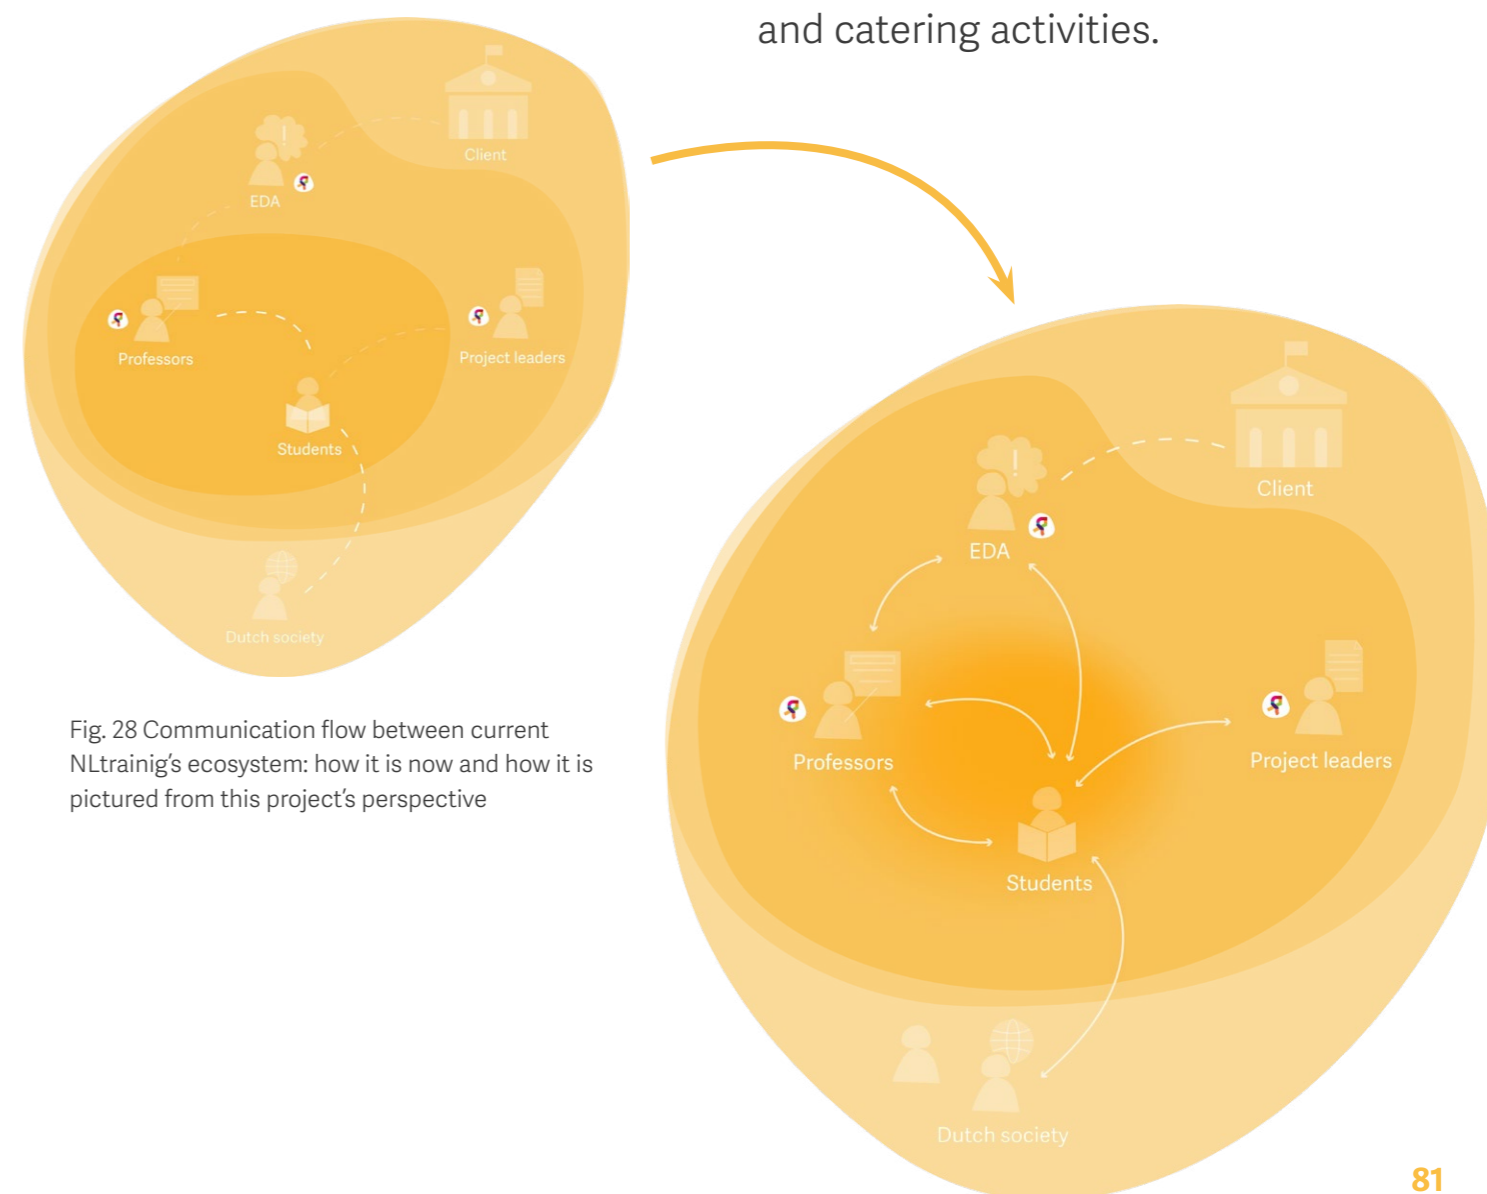 and catering activities.
Client
EDA
Professors
Project leaders
Students
Dutch society
Fig. 28 Communication flow between current
NLtrainig's ecosystem: how it is now and how it is
pictured from this project's perspective
Client
EDA
Professors
Project leaders
Students
Dutch society
81